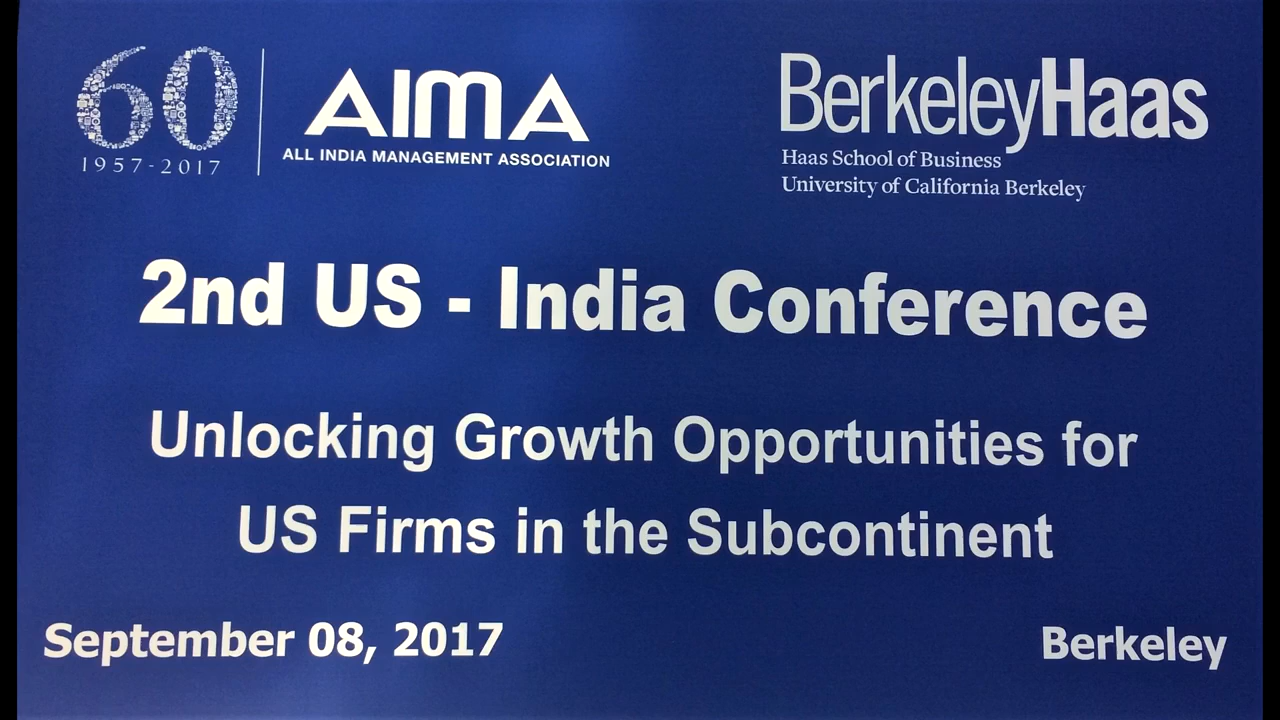 60
1957-2017
AIMA
ALL INDIA MANAGEMENT ASSOCIATION
BerkeleyHaas
Haas School of Business
University of California Berkeley
2nd US - India Conference
Unlocking Growth Opportunities for
US Firms in the Subcontinent
September 08, 2017
Berkeley